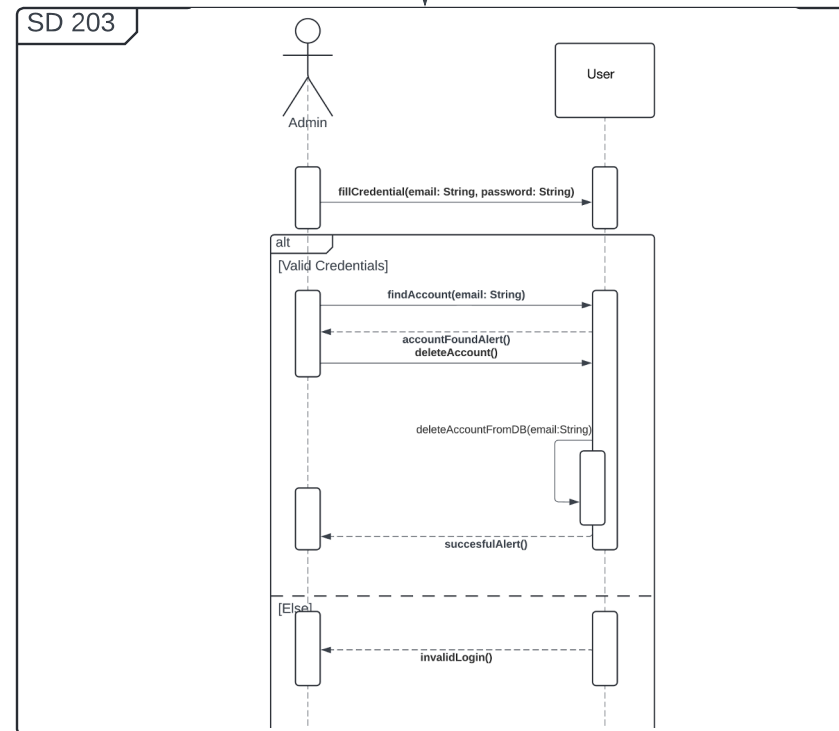 SD 203
User
Admin
fillCredential(email: String, password: String)
alt
[Valid Credentials]
findAccount(email: String)
accountFoundAlert()
deleteAccount()
deleteAccountFromDB(email:String)
succesfulAlert()
[Else]
invalidLogin()